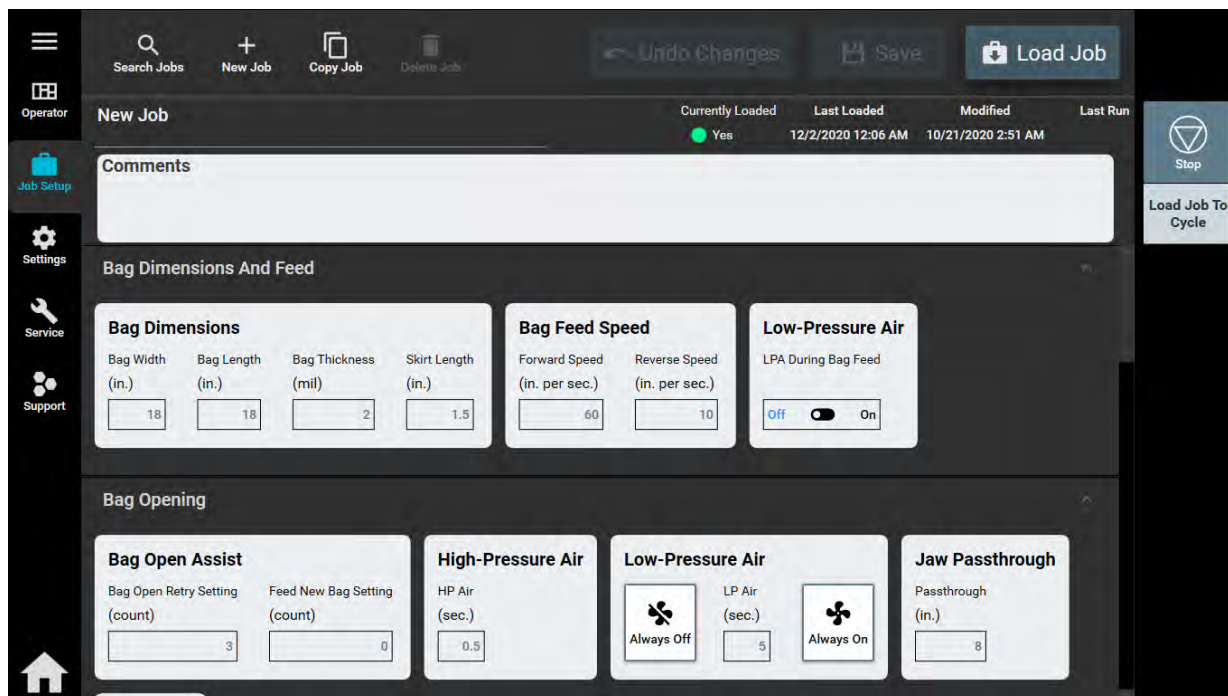 Search Jobs
New Job
Copy Job
Delete Job
Undo Changes
Save
Load Job
Operator
Job Setup
Settings
Service
Support
New Job
Currently Loaded
Yes
Last Loaded
12/2/2020 12:06 AM
Modified
10/21/2020 2:51 AM
Last Run
Comments
Stop
Load Job To
Cycle
Bag Dimensions And Feed
Bag Dimensions
Bag Width
(in.)
18
Bag Length
(in.)
18
Bag Thickness
(mil)
2
Skirt Length
(in.)
1.5
Bag Feed Speed
Forward Speed
(in. per sec.)
60
Reverse Speed
(in. per sec.)
10
Low-Pressure Air
LPA During Bag Feed
Off On
Bag Opening
Bag Open Assist
Bag Open Retry Setting
(count)
3
Feed New Bag Setting
(count)
0
High-Pressure Air
HP Air
(sec.)
0.5
Low-Pressure Air
Always Off
LP Air
(sec.)
5
Always On
Jaw Passthrough
Passthrough
(in.)
8